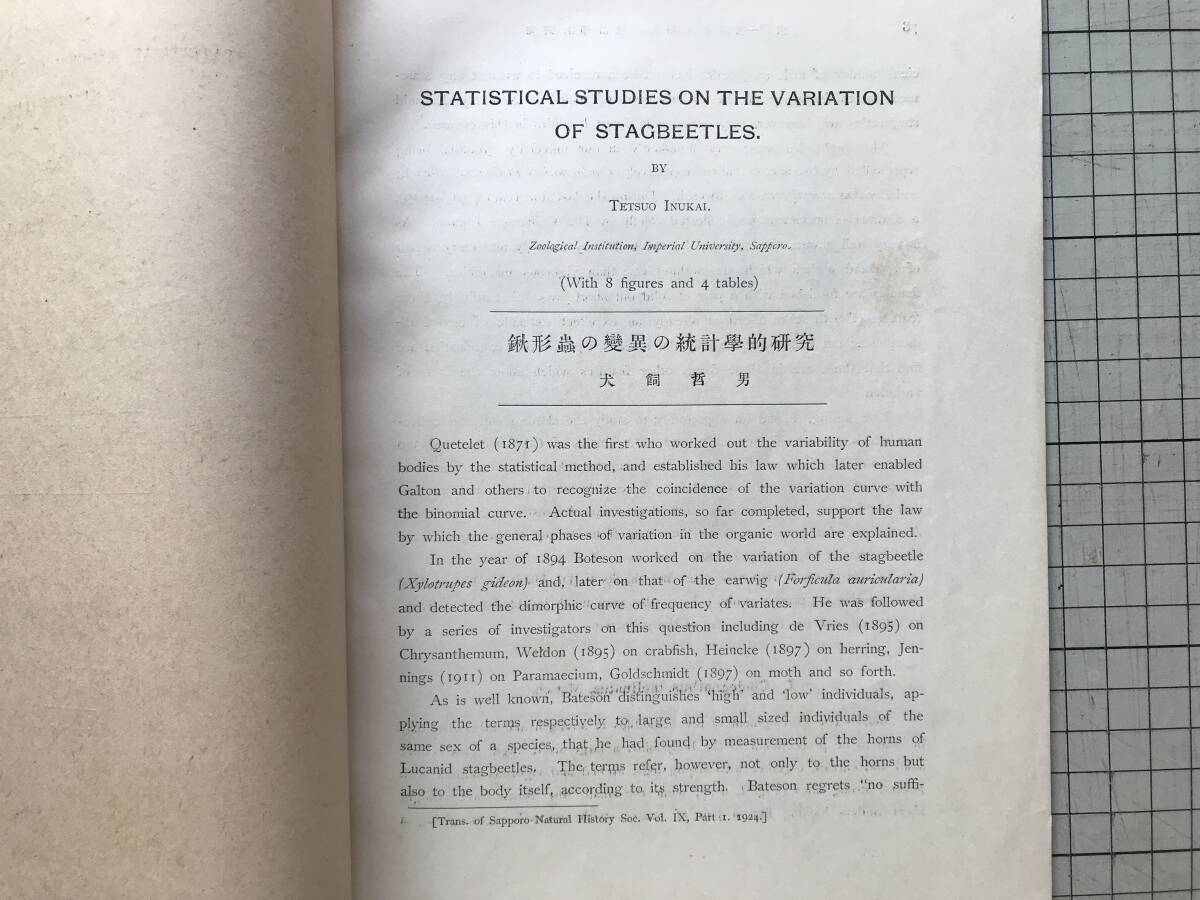 STATISTICAL STUDIES ON THE VARIATION
OF STAGBEETLES.
BY
TETSUO INUKAI.
Zoological Institution, Imperial University, Sapporo.
(With 8 figures and 4 tables)
鍬形蟲の變異の統計學的研究
犬飼哲男
Quetelet (1871) was the first who worked out the variability of human
bodies by the statistical method, and established his law which later enabled
Galton and others to recognize the coincidence of the variation curve with
the binomial curve. Actual investigations, so far completed, support the law
by which the general phases of variation in the organic world are explained.
In the year of 1894 Boteson worked on the variation of the stagbeetle
(Xylotrupes gideon) and, later on that of the earwig (Forficula auricularia)
and detected the dimorphic curve of frequency of variates. He was followed
by a series of investigators on this question including de Vries (1895) on
Chrysanthemum, Weldon (1895) on crabfish, Heincke (1897) on herring, Jen-
nings (1911) on Paramaecium, Goldschmidt (1897) on moth and so forth.
As is well known, Bateson distinguishes 'high' and 'low' individuals, ap-
plying the terms respectively to large and small sized individuals of the
same sex of a species, that he had found by measurement of the horns of
Lucanid stagbeetles. The terms refer, however, not only to the horns but
also to the body itself, according to its strength. Bateson regrets "no suffi-
[Trans. of Sapporo Natural History Soc. Vol. IX, Part 1. 1924.]